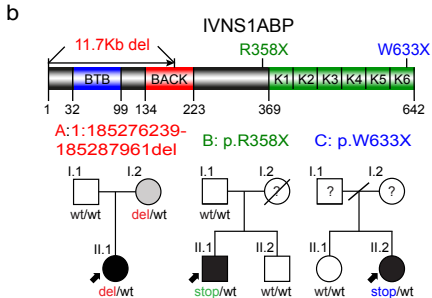 b
IVNS1ABP
11.7Kb del
R358X
W633X
BTB
BACK
K1 K2 K3 K4 K5 K6
1 32 99 134 223 369 642
A:1:185276239-
185287961del
B: p.R358X
C: p.W633X
I.1 I.2 I.1 I.2 I.1 I.2
? ? ?
wt/wt del/wt wt/wt
II.1 II.1 II.2 II.1 II.2
del/wt stop/wt wt/wt wt/wt stop/wt